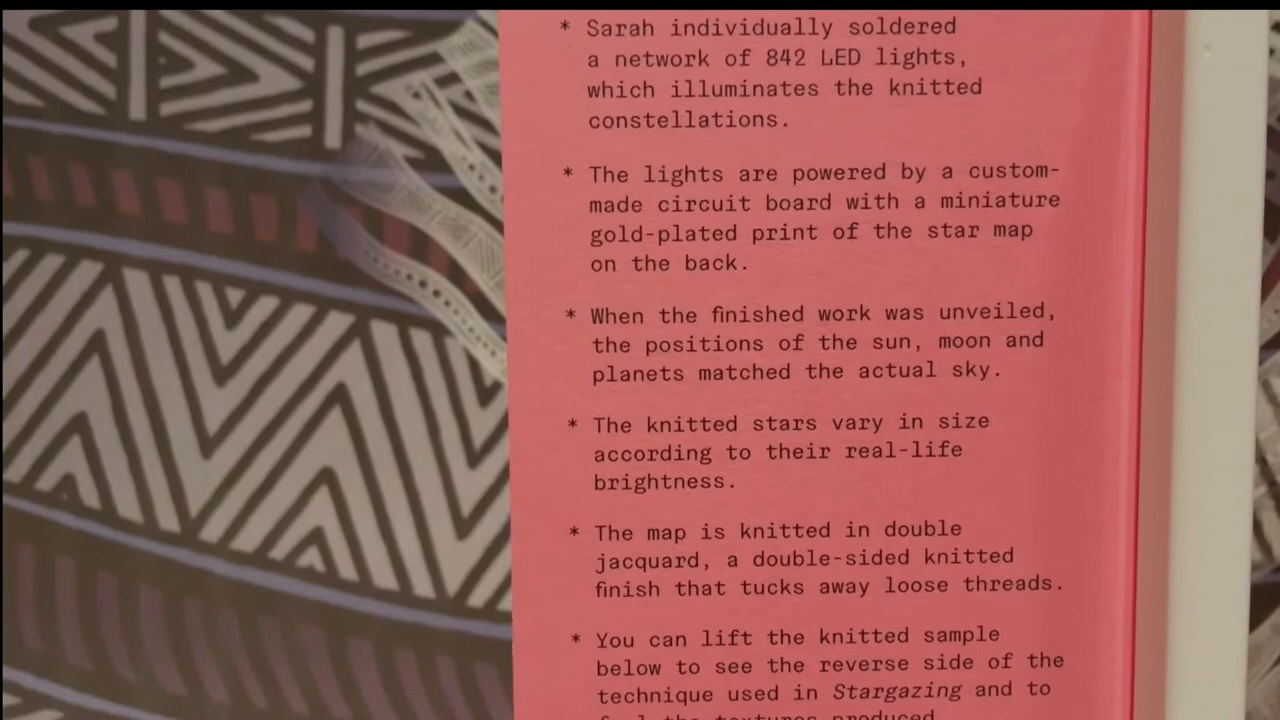 * Sarah individually soldered
a network of 842 LED lights,
which illuminates the knitted
constellations.
* The lights are powered by a custom-
made circuit board with a miniature
gold-plated print of the star map
on the back.
* When the finished work was unveiled,
the positions of the sun, moon and
planets matched the actual sky.
* The knitted stars vary in size
according to their real-life
brightness.
* The map is knitted in double
jacquard, a double-sided knitted
finish that tucks away loose threads.
* You can lift the knitted sample
below to see the reverse side of the
technique used in Stargazing and to
feel the textures produced